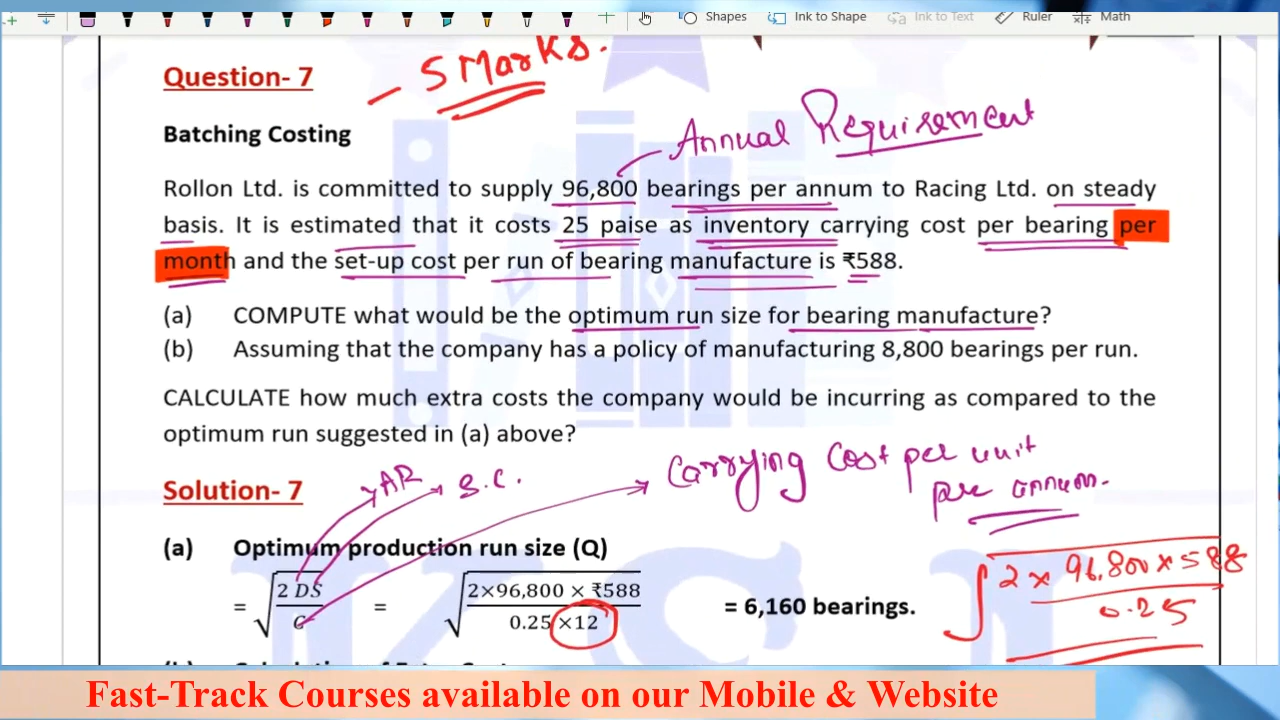 Shapes Ink to Shape Ink to Text Ruler Math
Question- 7
- 5 Marks.
Batching Costing
Annual Requirement
Rollon Ltd. is committed to supply 96,800 bearings per annum to Racing Ltd. on steady
basis. It is estimated that it costs 25 paise as inventory carrying cost per bearing per
month and the set-up cost per run of bearing manufacture is ₹588.
(a) COMPUTE what would be the optimum run size for bearing manufacture?
(b) Assuming that the company has a policy of manufacturing 8,800 bearings per run.
CALCULATE how much extra costs the company would be incurring as compared to the
optimum run suggested in (a) above?
Carrying Cost per unit
per annum.
Solution- 7
AR
S.C.
(a) Optimum production run size (Q)
= √(2 DS / C) = √(2×96,800 × ₹588 / 0.25 ×12) = 6,160 bearings.
√(2 × 96,800 × 588 / 0.25)
Fast-Track Courses available on our Mobile & Website